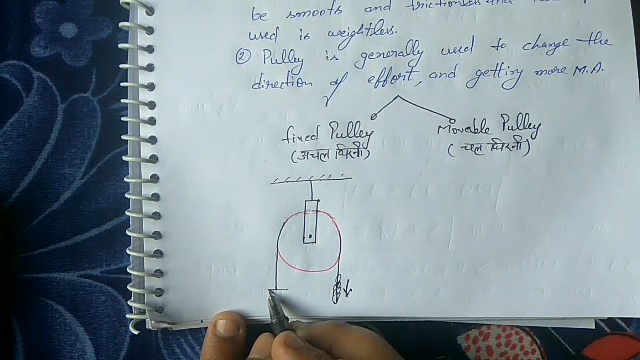 be smooth and frictionless and
used is weightless.
② Pulley is generally used to change the
direction of effort, and getting more M.A.
fixed Pulley
(अचल घिरनी)
Movable Pulley
(चल घिरनी)